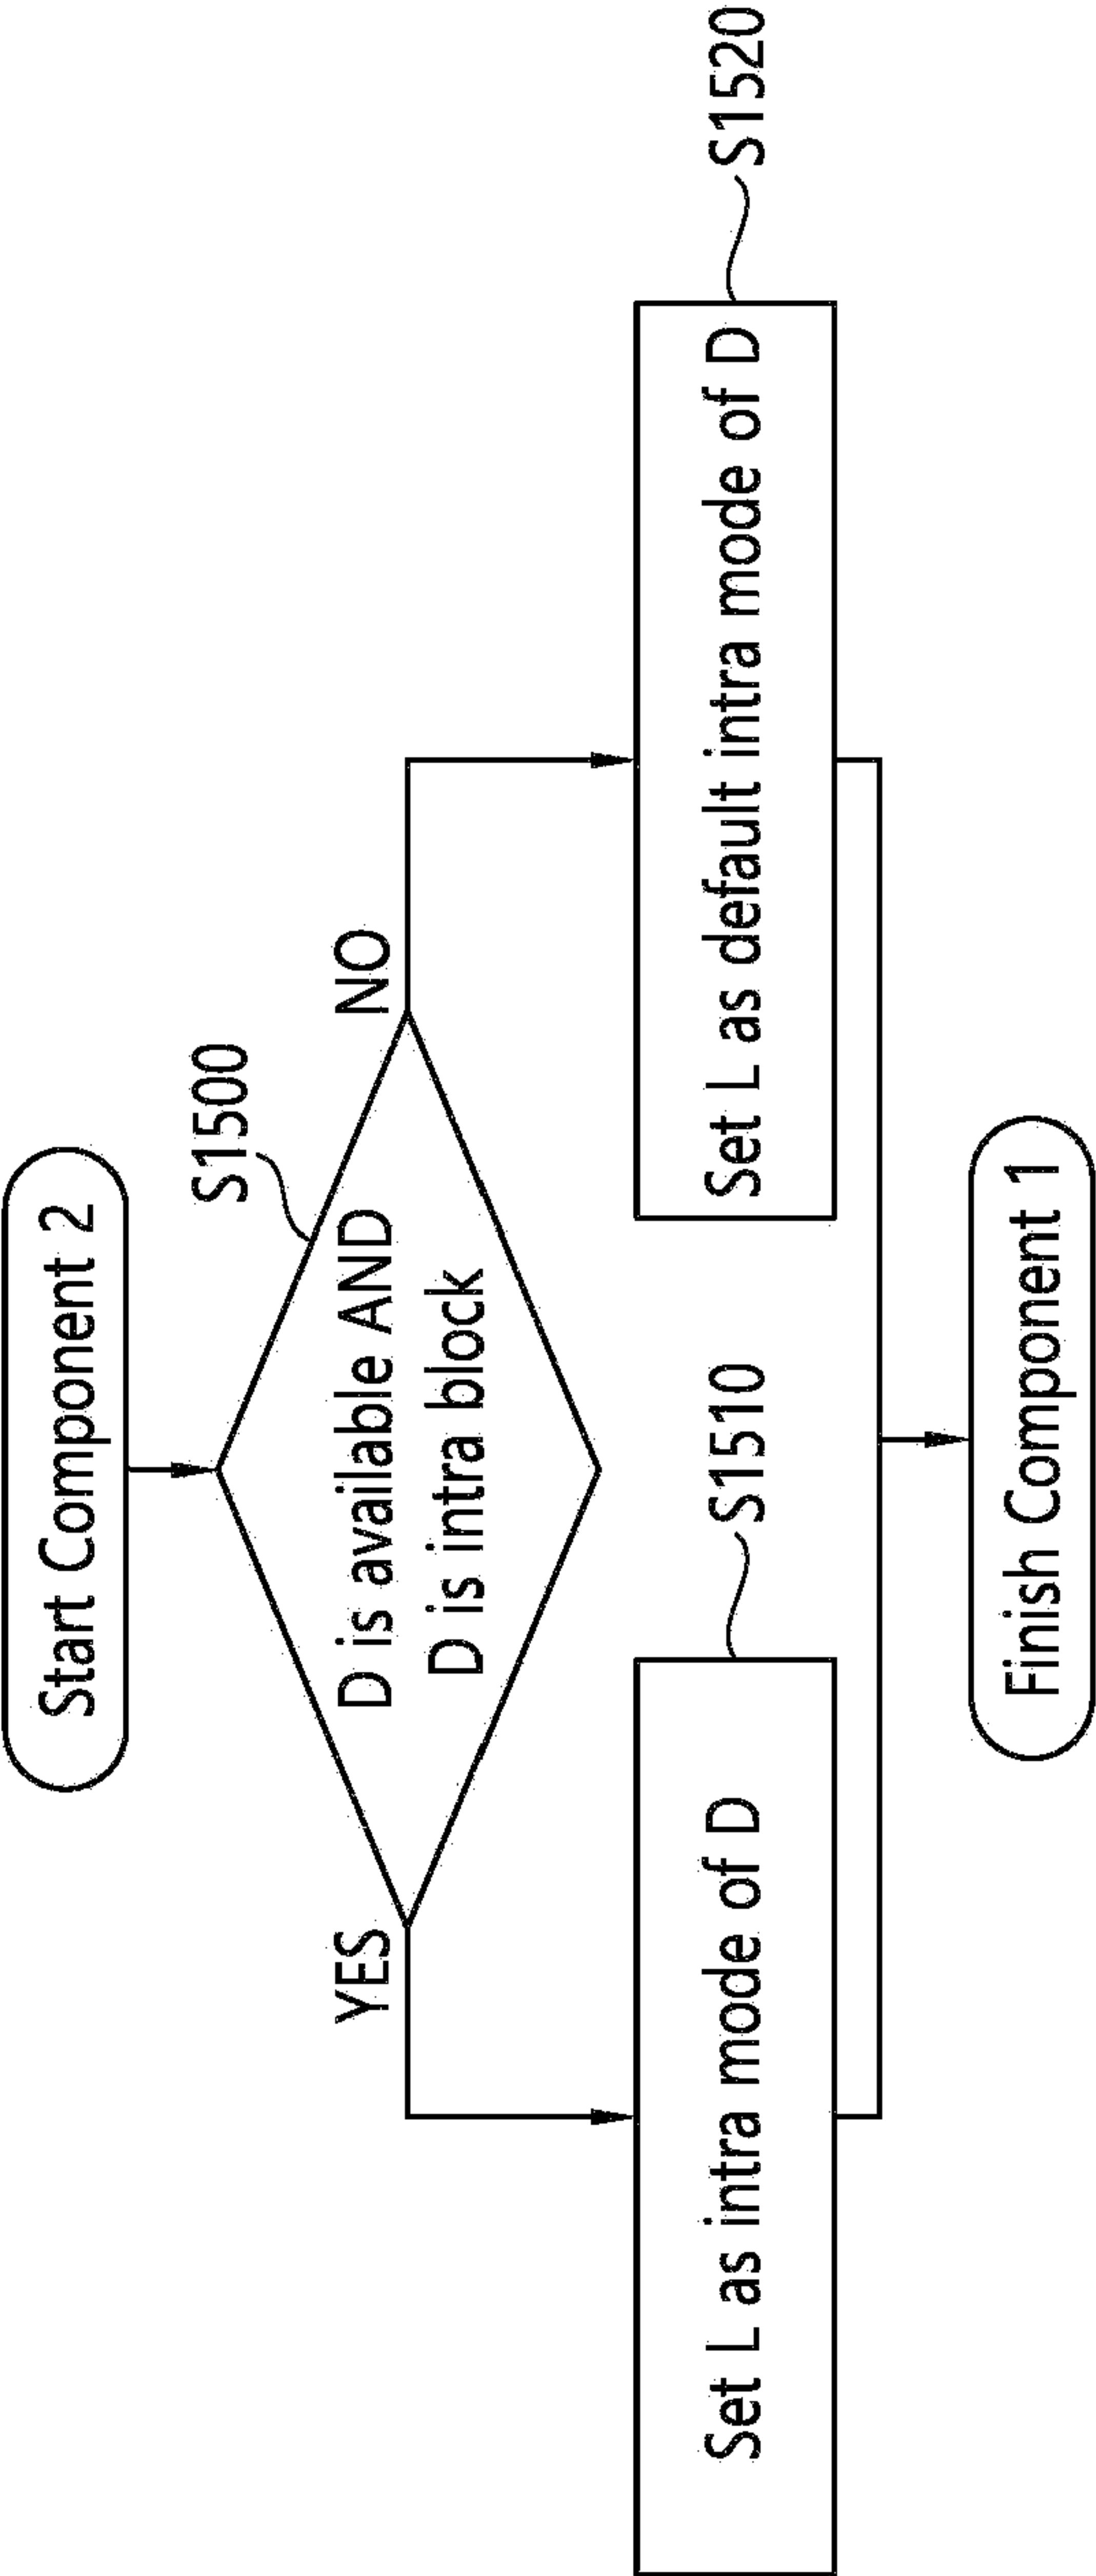 Start Component 2
S1500
D is available AND
D is intra block
YES
NO
S1510
Set L as intra mode of D
S1520
Set L as default intra mode of D
Finish Component 1